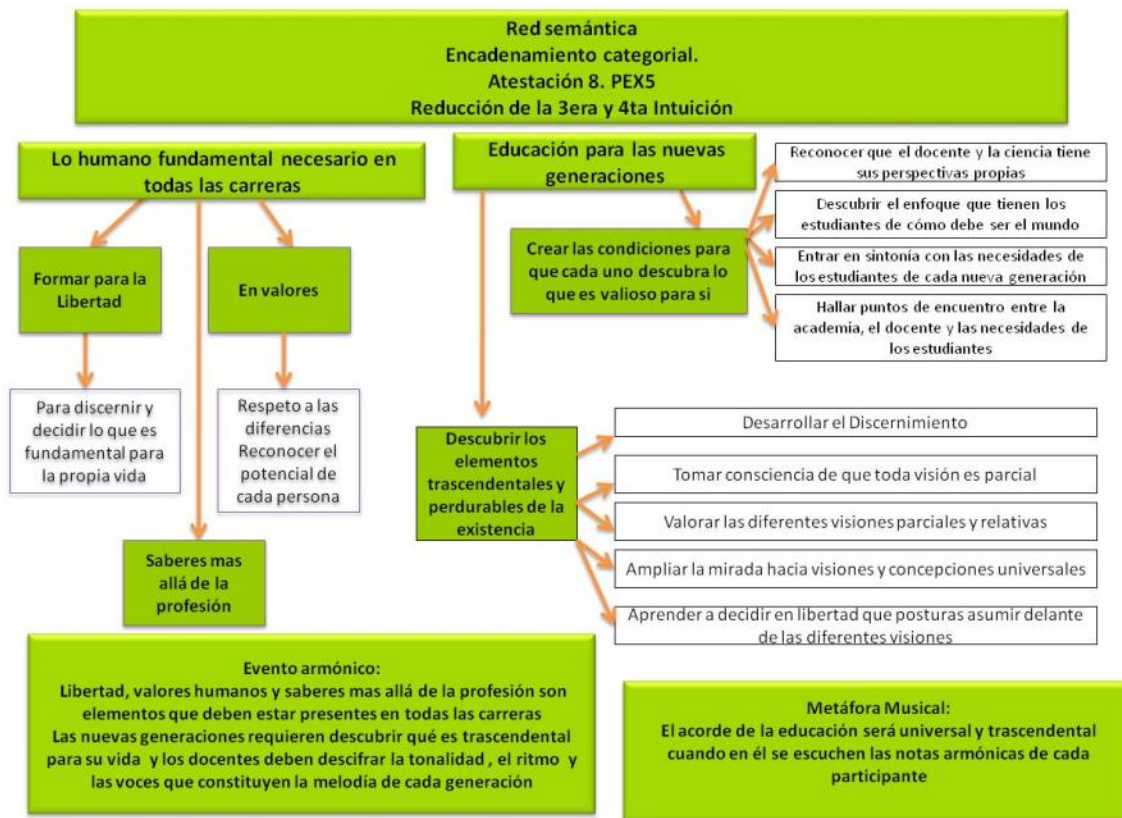 Red semántica
Encadenamiento categorial.
Atestación 8. PEX5
Reducción de la 3era y 4ta Intuición
Lo humano fundamental necesario en
todas las carreras
Formar para la
Libertad
En valores
Para discernir y
decidir lo que es
fundamental para
la propia vida
Respeto a las
diferencias
Reconocer el
potencial de
cada persona
Saberes mas
allá de la
profesión
Educación para las nuevas
generaciones
Crear las condiciones para
que cada uno descubra lo
que es valioso para si
Reconocer que el docente y la ciencia tiene
sus perspectivas propias
Descubrir el enfoque que tienen los
estudiantes de cómo debe ser el mundo
Entrar en sintonía con las necesidades de
los estudiantes de cada nueva generación
Hallar puntos de encuentro entre la
academia, el docente y las necesidades de
los estudiantes
Descubrir los
elementos
trascendentales y
perdurables de la
existencia
Desarrollar el Discernimiento
Tomar consciencia de que toda visión es parcial
Valorar las diferentes visiones parciales y relativas
Ampliar la mirada hacia visiones y concepciones universales
Aprender a decidir en libertad que posturas asumir delante
de las diferentes visiones
Evento armónico:
Libertad, valores humanos y saberes mas allá de la profesión son
elementos que deben estar presentes en todas las carreras
Las nuevas generaciones requieren descubrir qué es trascendental
para su vida y los docentes deben descifrar la tonalidad , el ritmo y
las voces que constituyen la melodía de cada generación
Metáfora Musical:
El acorde de la educación será universal y trascendental
cuando en él se escuchen las notas armónicas de cada
participante